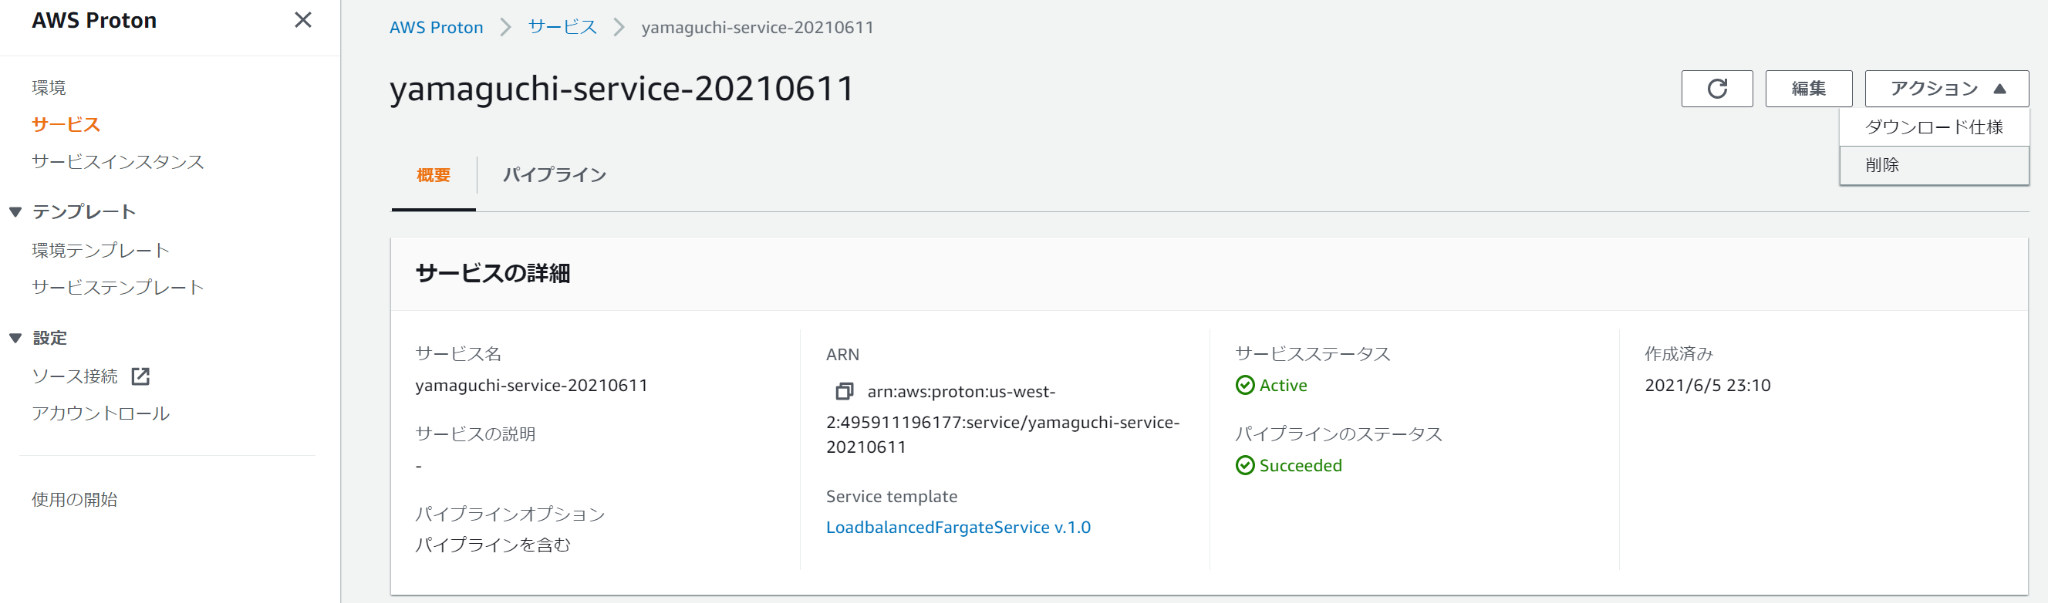 AWS Proton
環境
サービス
サービスインスタンス
テンプレート
環境テンプレート
サービステンプレート
設定
ソース接続
アカウントロール
使用の開始
AWS Proton サービス yamaguchi-service-20210611
yamaguchi-service-20210611
編集
アクション
ダウンロード仕様
削除
概要
パイプライン
サービスの詳細
サービス名
yamaguchi-service-20210611
サービスの説明
-
パイプラインオプション
パイプラインを含む
ARN
arn:aws:proton:us-west-
2:495911196177:service/yamaguchi-service-
20210611
Service template
LoadbalancedFargateService v.1.0
サービスステータス
Active
パイプラインのステータス
Succeeded
作成済み
2021/6/5 23:10